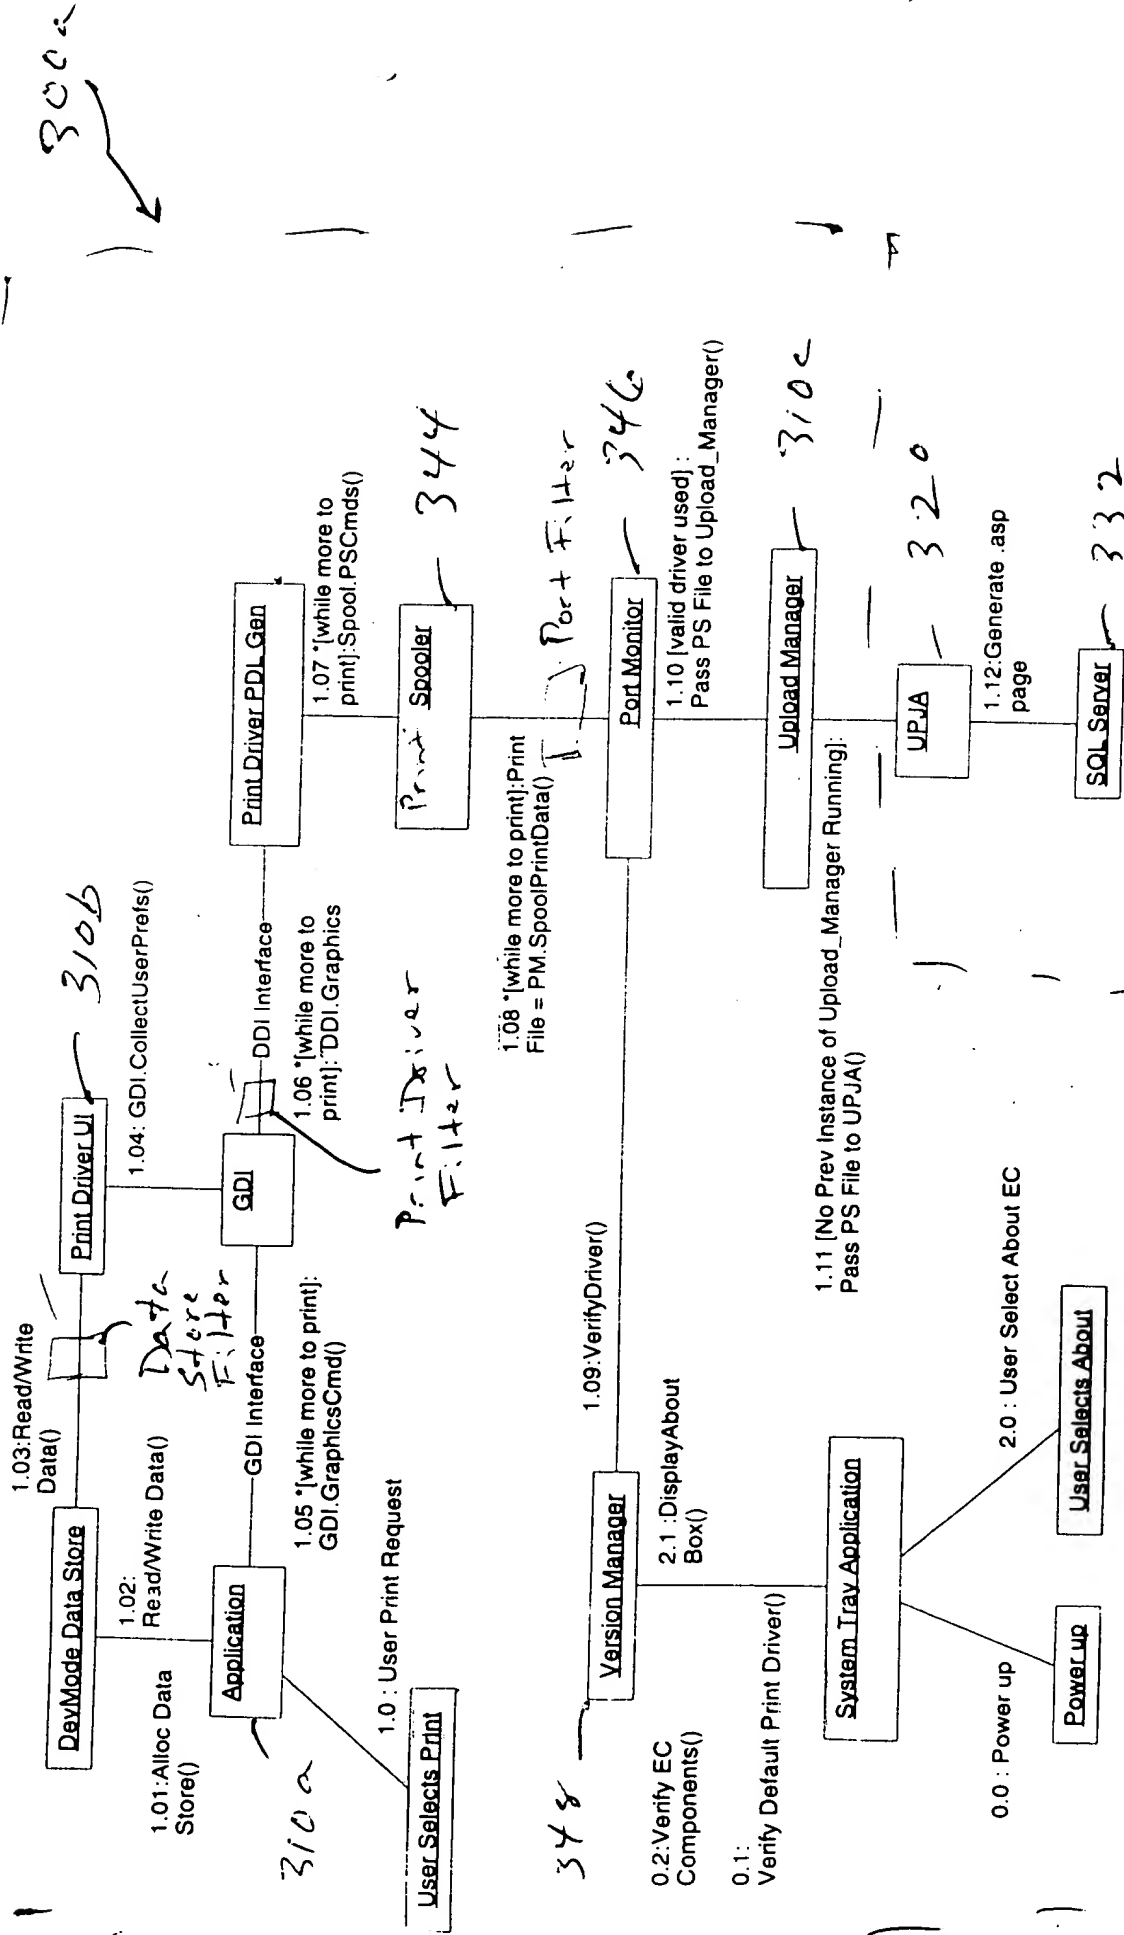 300a
DevMode Data Store
1.03:Read/Write
Data()
Print Driver UI
310b
1.01:Alloc Data
Store()
1.02:
Read/Write Data()
Data
Store
Filter
1.04: GDI.CollectUserPrefs()
Application
310a
GDI Interface
GDI
DDI Interface
Print Driver PDL Gen
1.05 *[while more to print]:
GDI.GraphicsCmd()
1.06 *[while more to
print]: DDI.Graphics
1.07 *[while more to
print]:Spool.PSCmds()
Print Driver
Filter
1.0 : User Print Request
User Selects Print
Print Spooler
344
1.08 *[while more to print]:Print
File = PM.SpoolPrintData()
Port Filter
348
Version Manager
1.09:VerifyDriver()
Port Monitor
346
0.2:Verify EC
Components()
0.1:
Verify Default Print Driver()
2.1 :DisplayAbout
Box()
1.10 [valid driver used] :
Pass PS File to Upload_Manager()
Upload Manager
310c
System Tray Application
1.11 [No Prev Instance of Upload_Manager Running]:
Pass PS File to UPJA()
UPJA
320
0.0 : Power up
2.0 : User Select About EC
1.12:Generate .asp
page
Power up
User Selects About
SQL Server
332